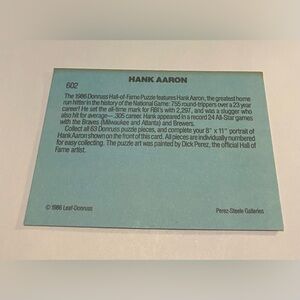 602
HANK AARON
The 1986 Donruss Hall-of-Fame Puzzle features Hank Aaron, the greatest home
run hitter in the history of the National Game: 755 round-trippers over a 23 year
career! He set the all-time mark for RBI's with 2,297, and was a slugger who
also hit for average—.305 career. Hank appeared in a record 24 All-Star games
with the Braves (Milwaukee and Atlanta) and Brewers.
Collect all 63 Donruss puzzle pieces, and complete your 8" x 11" portrait of
Hank Aaron shown on the front of this card. All pieces are individually numbered
for easy collecting. The puzzle art was painted by Dick Perez, the official Hall of
Fame artist.
© 1986 Leaf-Donruss
Perez-Steele Galleries